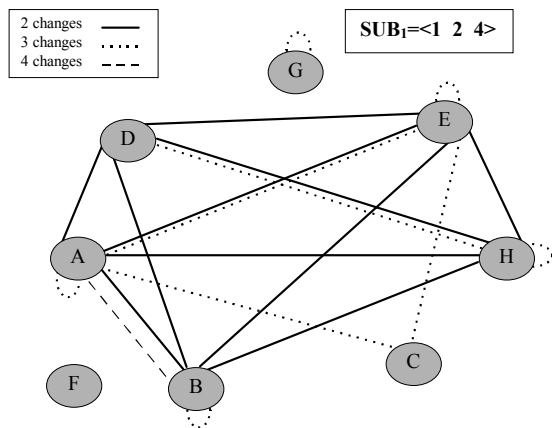 2 changes
3 changes
4 changes
SUB₁=<1 2 4>
G
E
D
A
H
C
F
B